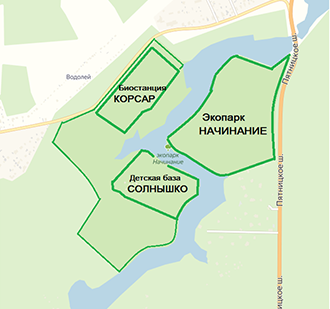 Пятницкое ш.
Водолей
Биостанция
КОРСАР
Экопарк
НАЧИНАНИЕ
экопарк
Начинание
Пятницкое ш.
Детская база
СОЛНЫШКО
Пятницкое ш.